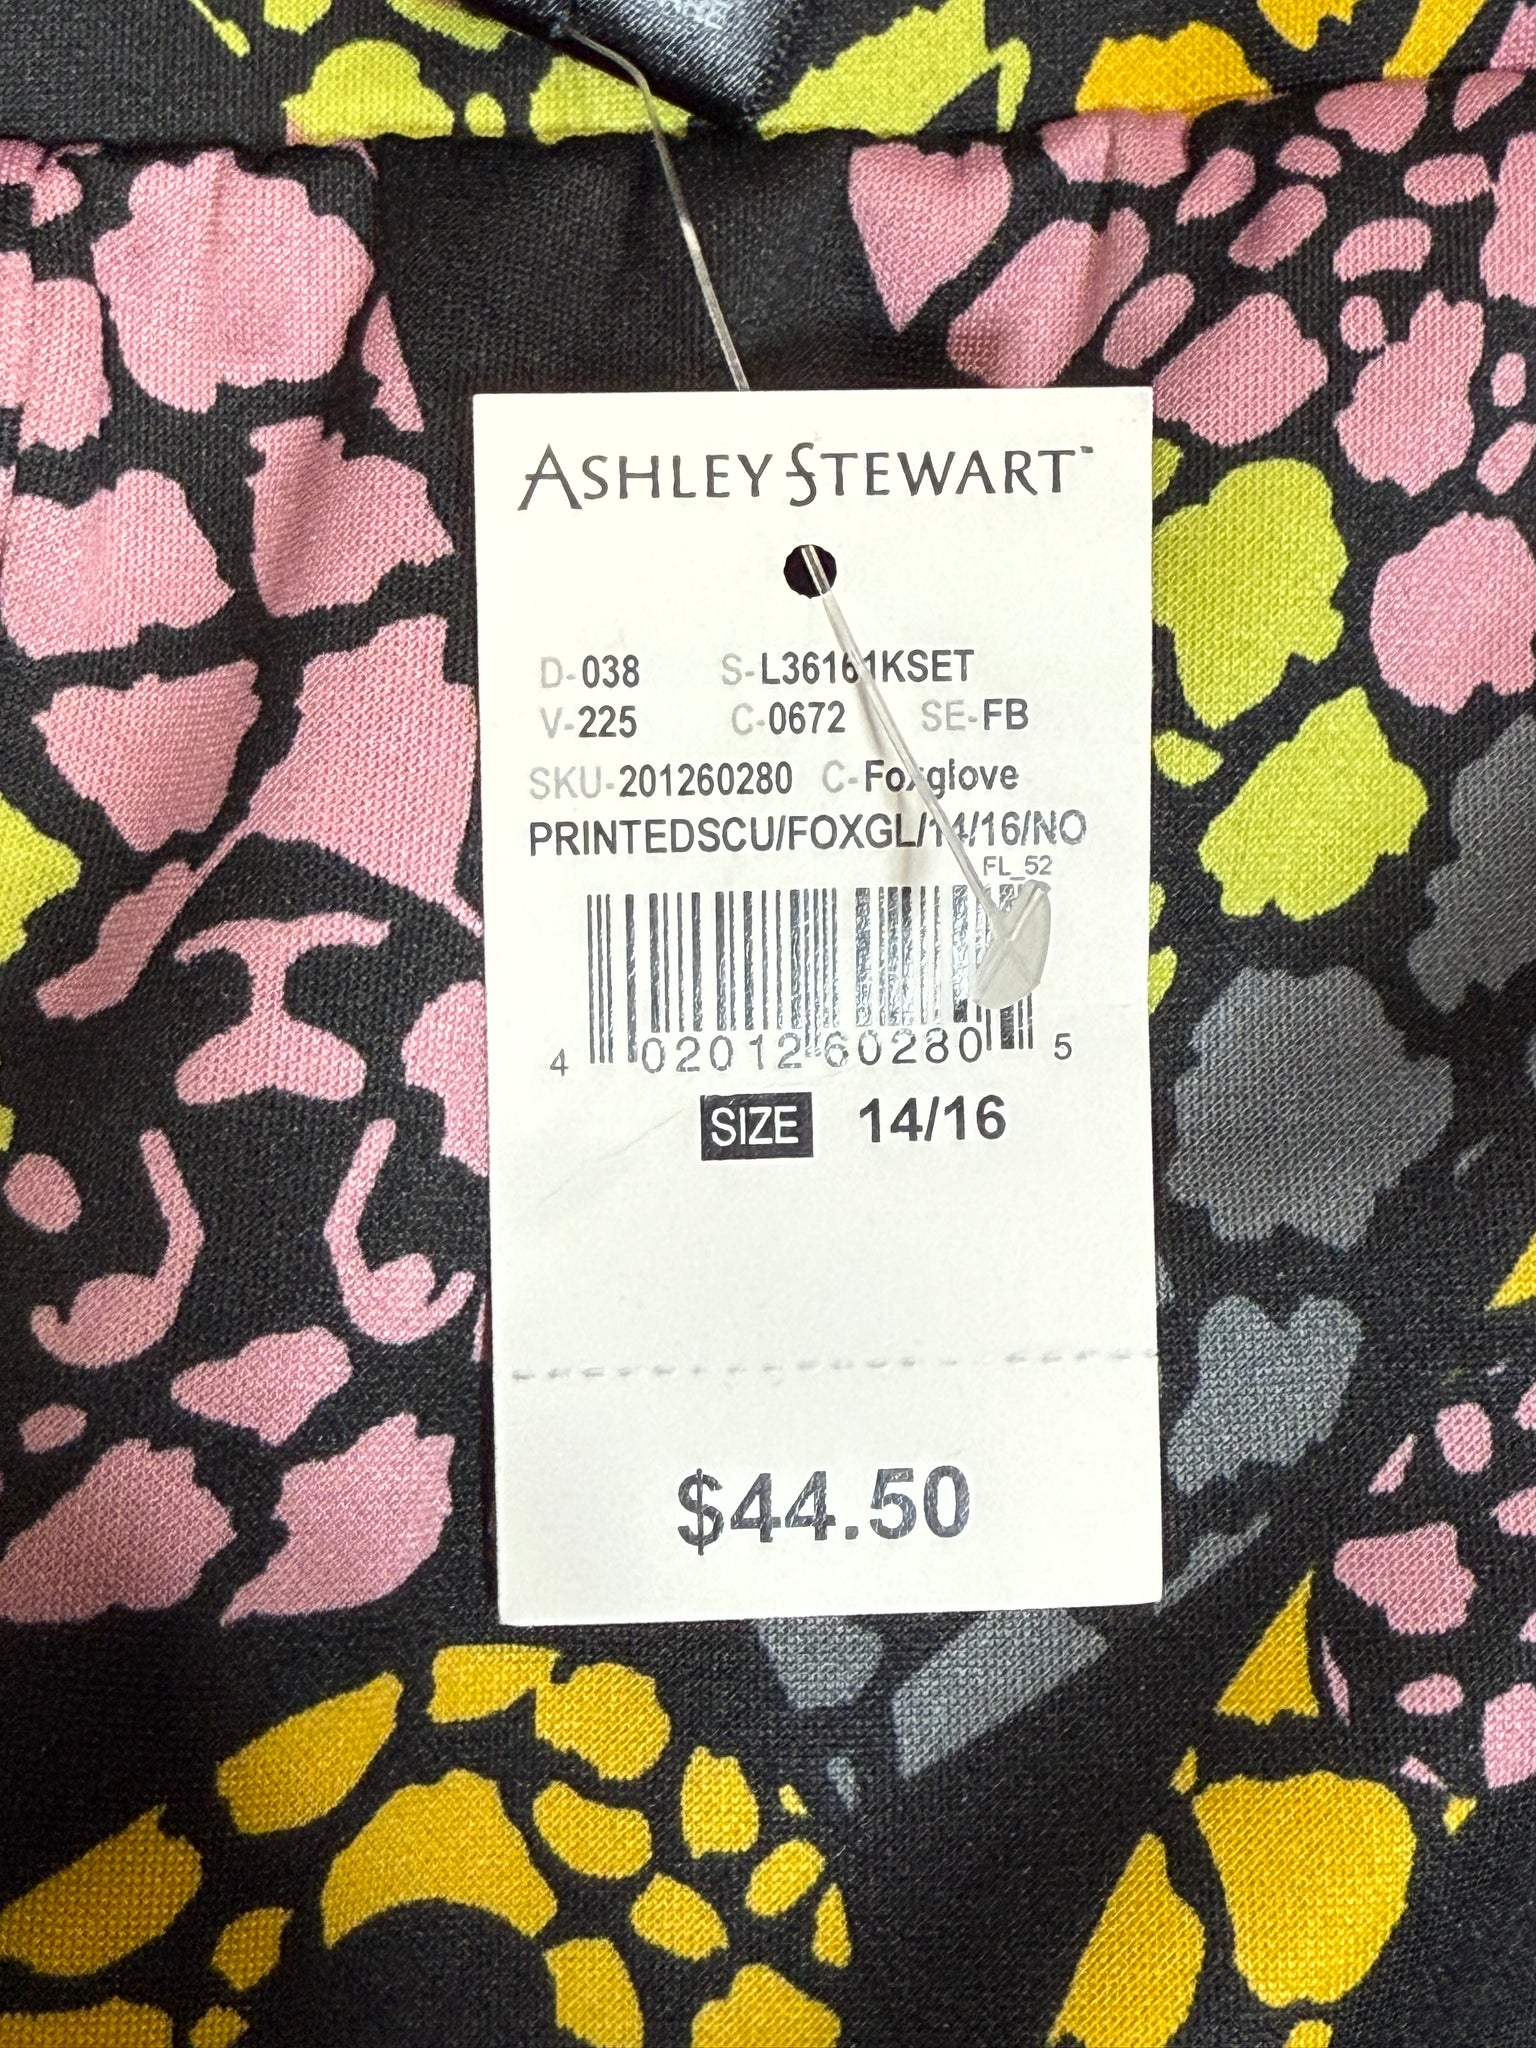 ASHLEY STEWART™
D-038 S-L36161KSET
V-225 C-0672 SE-FB
SKU-201260280 C-Foxglove
PRINTEDSCU/FOXGL/14/16/NO
FL_52
4 02012 60280 5
SIZE 14/16
$44.50